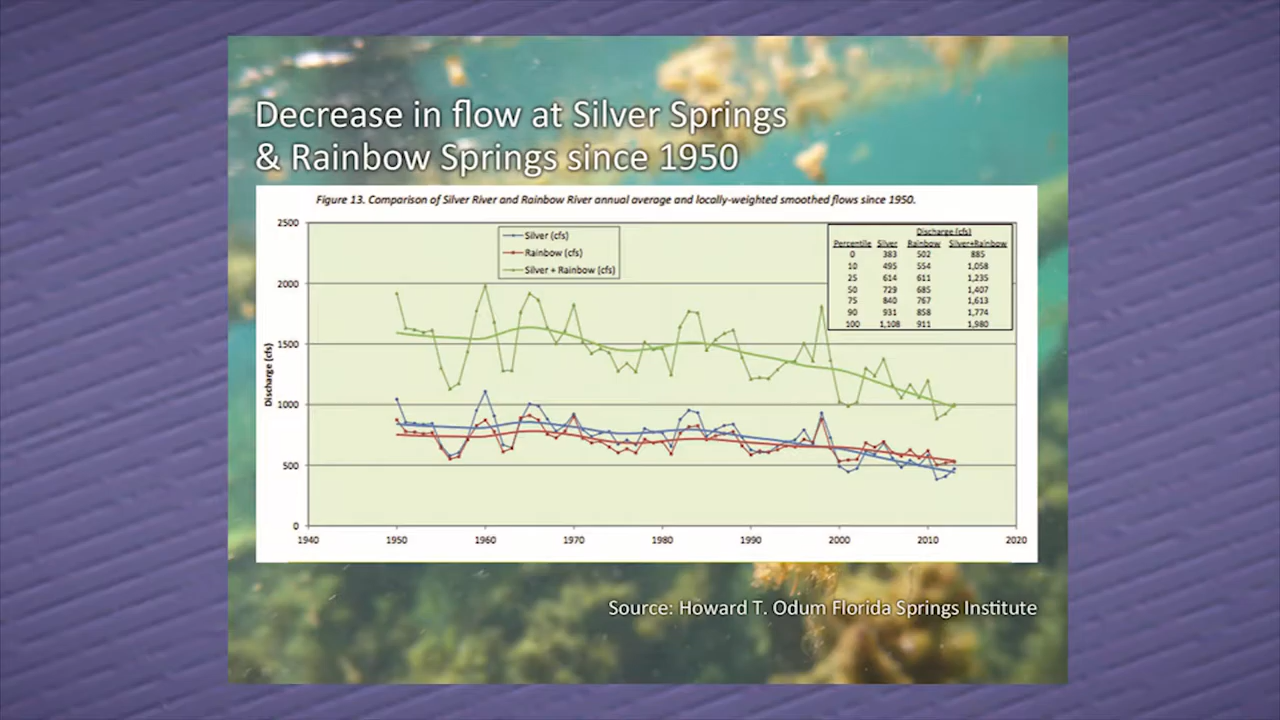 Decrease in flow at Silver Springs
& Rainbow Springs since 1950
Figure 13. Comparison of Silver River and Rainbow River annual average and locally-weighted smoothed flows since 1950.
2500
2000
1500
1000
500
0
Discharge (cfs)
Silver (cfs)
Rainbow (cfs)
Silver + Rainbow (cfs)
Discharge (cfs)
Percentile Silver Rainbow Silver+Rainbow
0 383 502 885
10 495 554 1,058
25 614 611 1,235
50 729 685 1,407
75 840 767 1,613
90 931 858 1,774
100 1,108 911 1,980
1940 1950 1960 1970 1980 1990 2000 2010 2020
Source: Howard T. Odum Florida Springs Institute